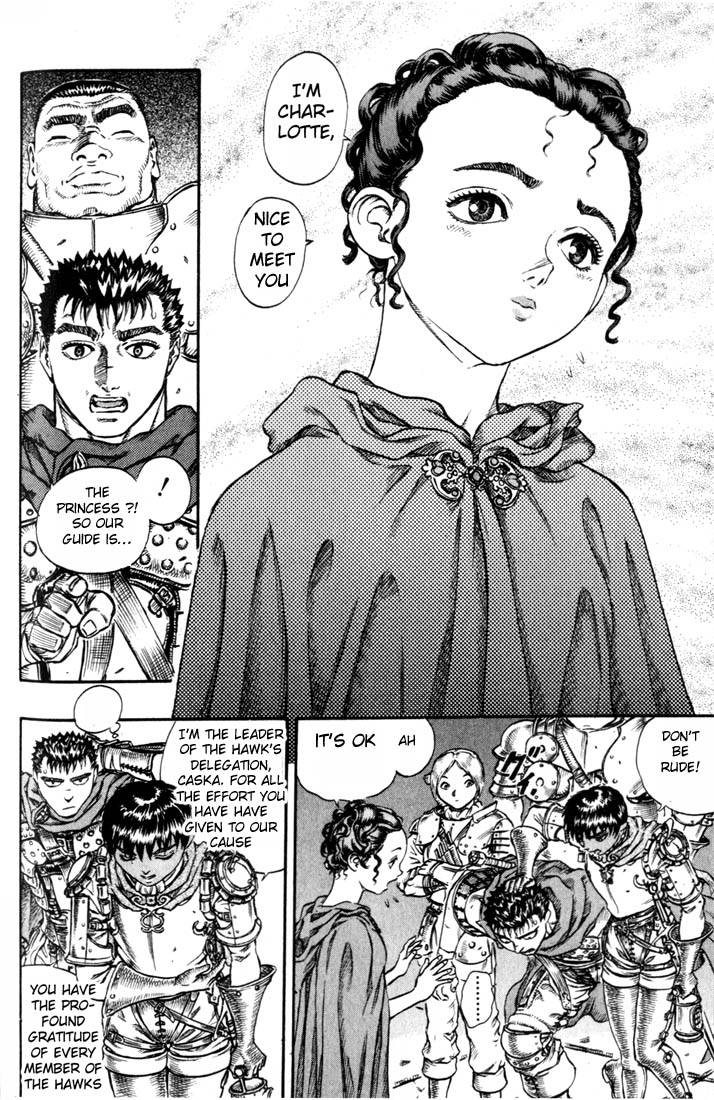 I'M
CHAR-
LOTTE,
NICE
TO
MEET
YOU
!
THE
PRINCESS ?!
SO OUR
GUIDE IS...
I'M THE LEADER
OF THE HAWK'S
DELEGATION,
CASKA. FOR ALL
THE EFFORT YOU
HAVE HAVE
GIVEN TO OUR
CAUSE
YOU HAVE
THE PRO-
FOUND
GRATITUDE
OF EVERY
MEMBER OF
THE HAWKS
DON'T
BE
RUDE!
AH
IT'S OK
........